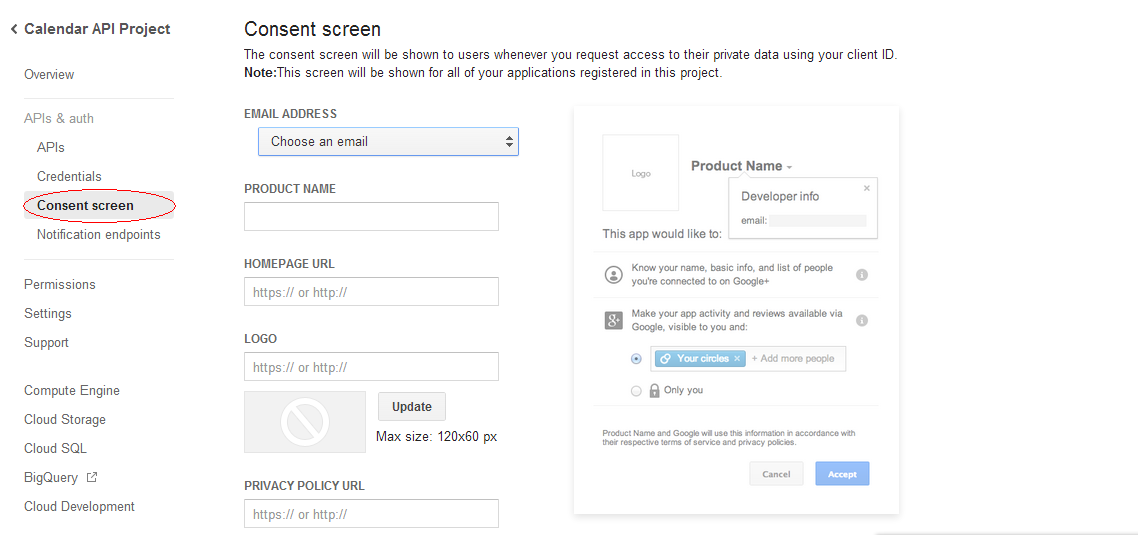 Calendar API Project
Overview
APIs & auth
APIs
Credentials
Consent screen
Notification endpoints
Permissions
Settings
Support
Compute Engine
Cloud Storage
Cloud SQL
BigQuery
Cloud Development
Consent screen
The consent screen will be shown to users whenever you request access to their private data using your client ID.
Note:This screen will be shown for all of your applications registered in this project.
EMAIL ADDRESS
Choose an email
PRODUCT NAME
HOMEPAGE URL
https:// or http://
LOGO
https:// or http://
Update
Max size: 120x60 px
PRIVACY POLICY URL
https:// or http://
Logo
Product Name
Developer info
email:
This app would like to:
Know your name, basic info, and list of people
you're connected to on Google+
Make your app activity and reviews available via
Google, visible to you and:
Your circles × + Add more people
Only you
Product Name and Google will use this information in accordance with
their respective terms of service and privacy policies.
Cancel Accept